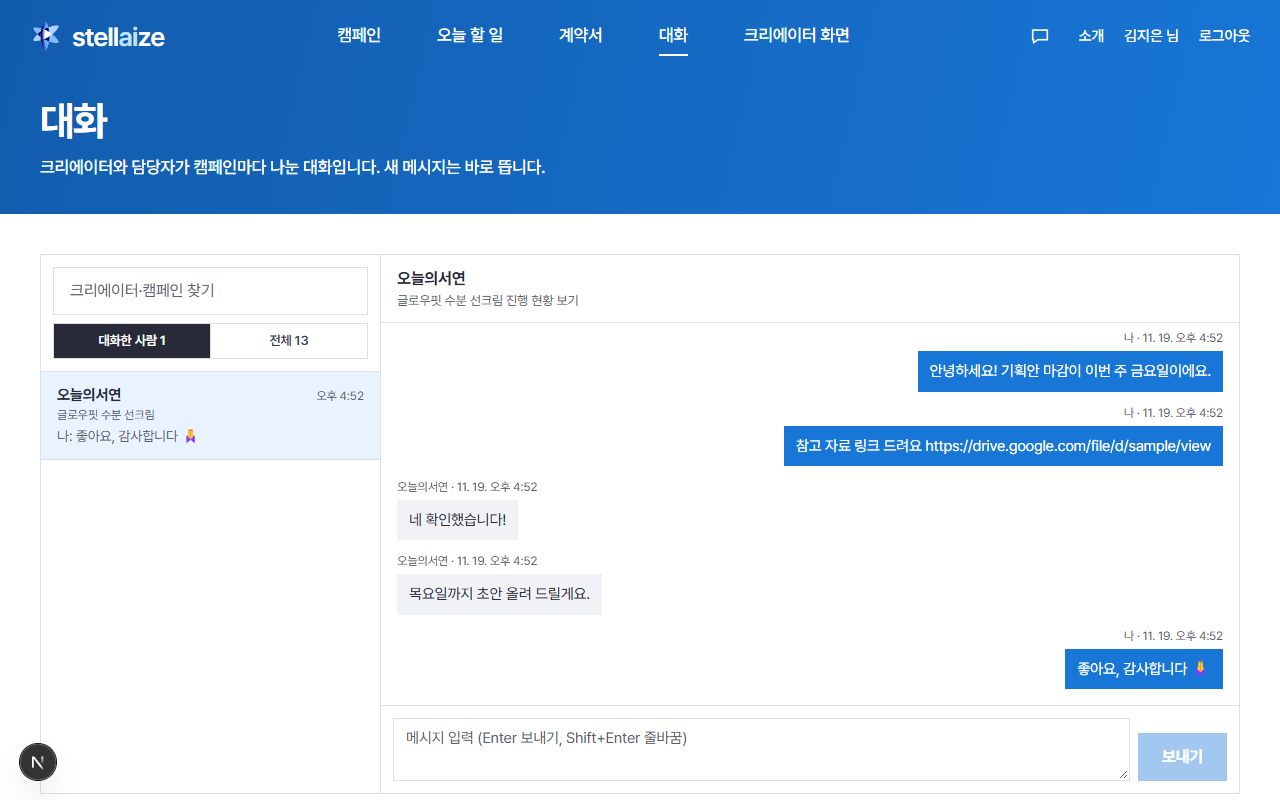 stellaize
캠페인
오늘 할 일
계약서
대화
크리에이터 화면
소개
김지은 님
로그아웃
대화
크리에이터와 담당자가 캠페인마다 나눈 대화입니다. 새 메시지는 바로 뜹니다.
크리에이터·캠페인 찾기
대화한 사람 1
전체 13
오늘의서연
오후 4:52
글로우핏 수분 선크림
나: 좋아요, 감사합니다 🙏
오늘의서연
글로우핏 수분 선크림 진행 현황 보기
나 · 11. 19. 오후 4:52
안녕하세요! 기획안 마감이 이번 주 금요일이에요.
나 · 11. 19. 오후 4:52
참고 자료 링크 드려요 https://drive.google.com/file/d/sample/view
오늘의서연 · 11. 19. 오후 4:52
네 확인했습니다!
오늘의서연 · 11. 19. 오후 4:52
목요일까지 초안 올려 드릴게요.
나 · 11. 19. 오후 4:52
좋아요, 감사합니다 🙏
메시지 입력 (Enter 보내기, Shift+Enter 줄바꿈)
보내기
N